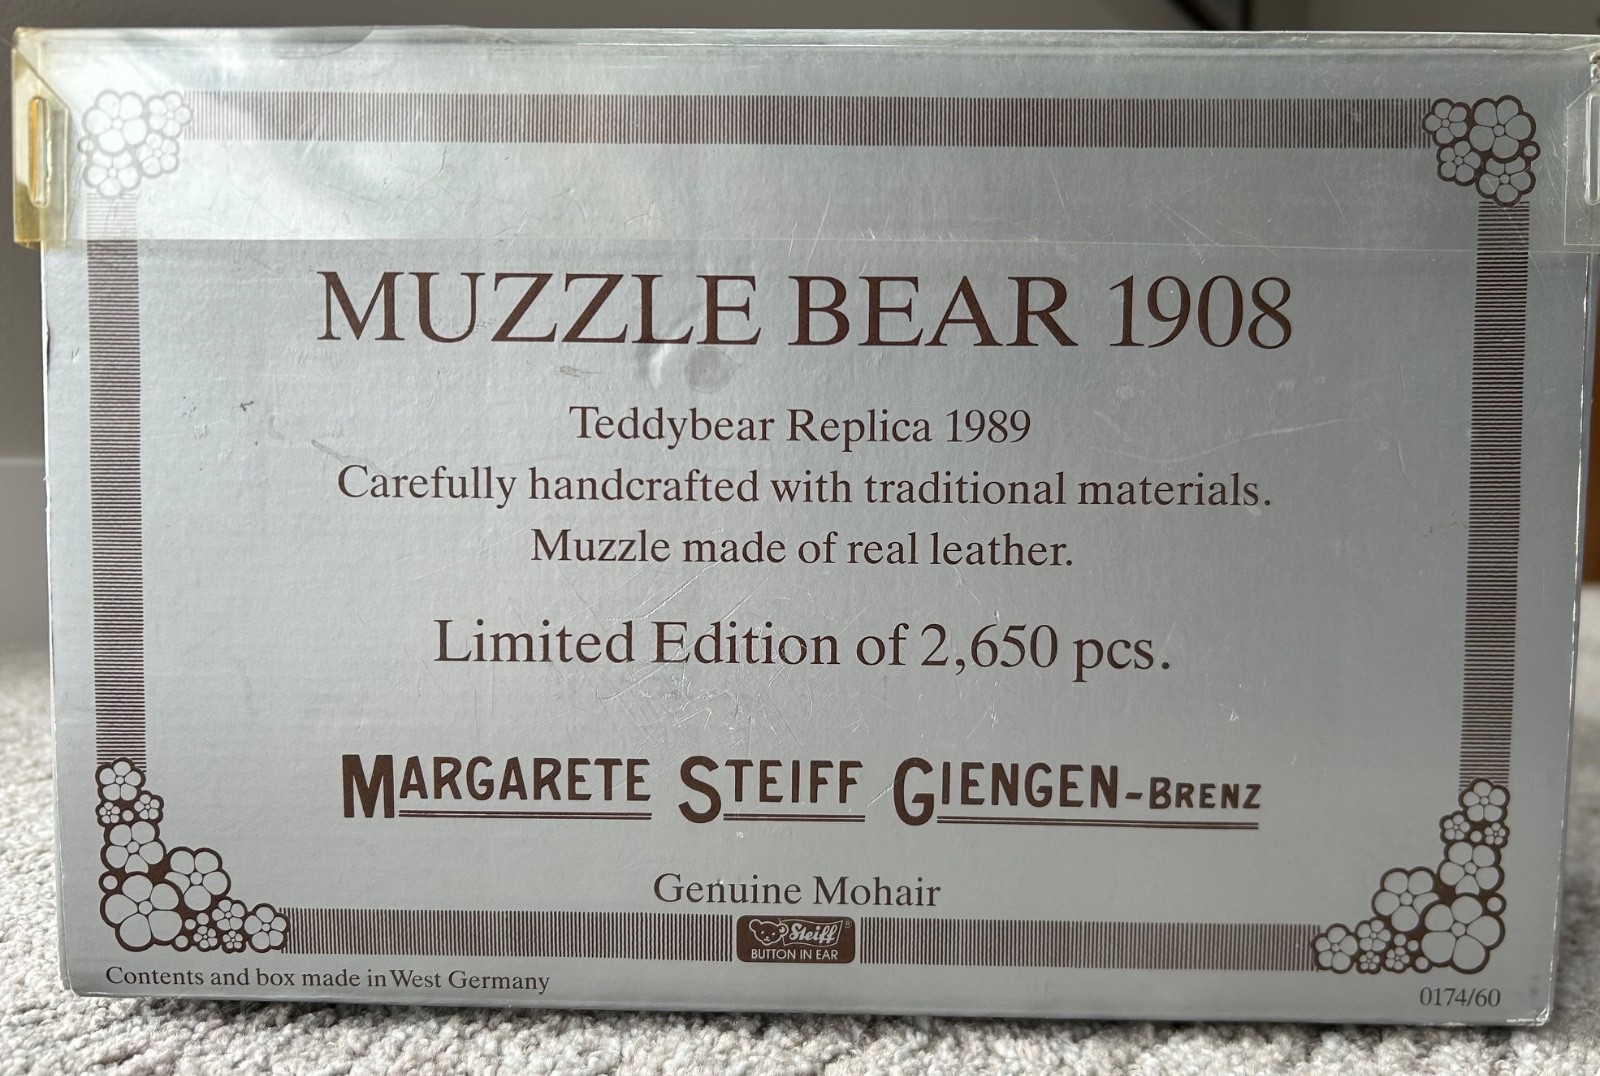 MUZZLE BEAR 1908
Teddybear Replica 1989
Carefully handcrafted with traditional materials.
Muzzle made of real leather.
Limited Edition of 2,650 pcs.
MARGARETE STEIFF GIENGEN-BRENZ
Genuine Mohair
Steiff®
BUTTON IN EAR
Contents and box made in West Germany
0174/60